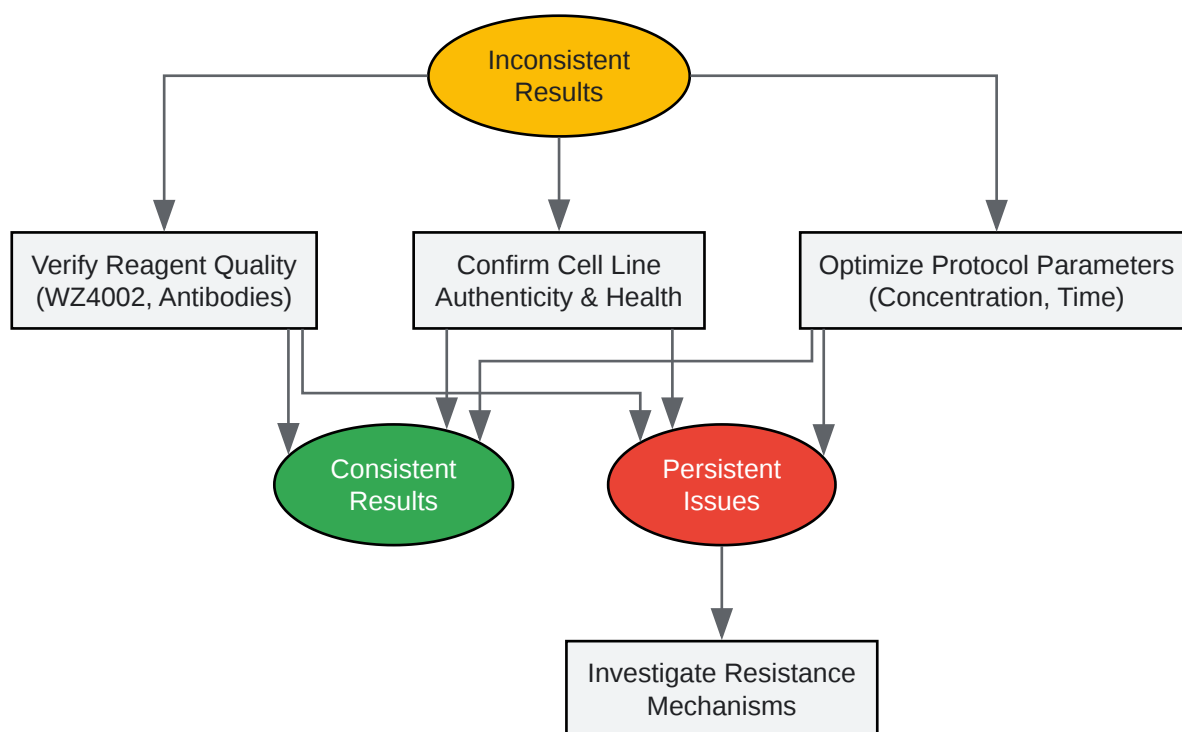 Inconsistent
Results
Verify Reagent Quality
(WZ4002, Antibodies)
Confirm Cell Line
Authenticity & Health
Optimize Protocol Parameters
(Concentration, Time)
Consistent
Results
Persistent
Issues
Investigate Resistance
Mechanisms